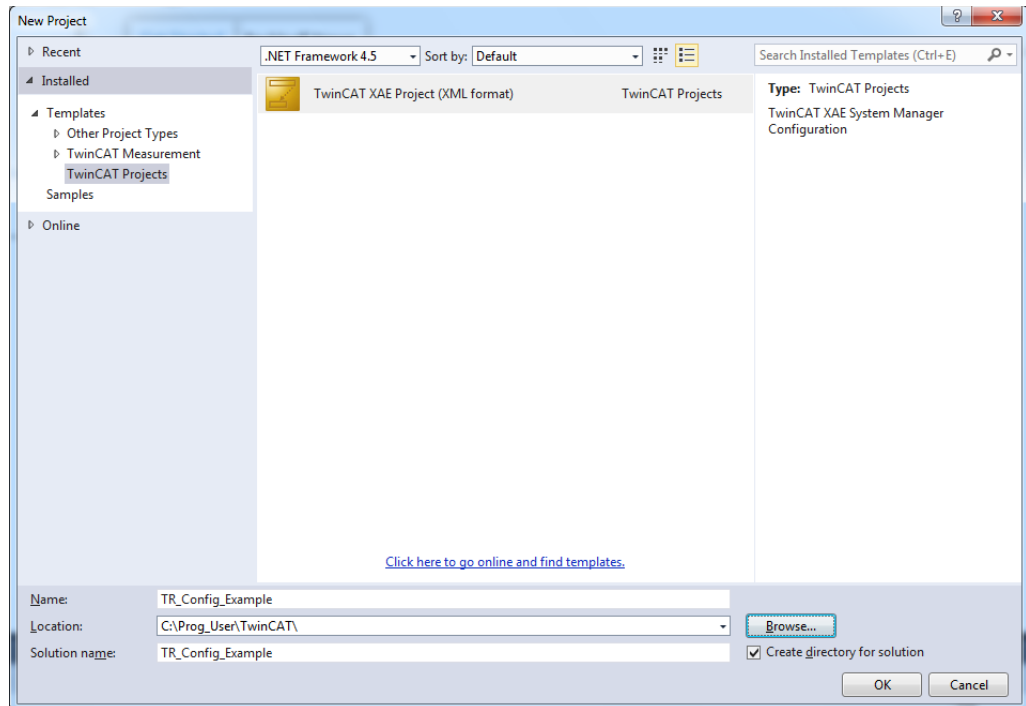 New Project
Recent
.NET Framework 4.5 Sort by: Default
Search Installed Templates (Ctrl+E)
Installed
Templates
Other Project Types
TwinCAT Measurement
TwinCAT Projects
Samples
Online
TwinCAT XAE Project (XML format) TwinCAT Projects
Type: TwinCAT Projects
TwinCAT XAE System Manager
Configuration
Click here to go online and find templates.
Name: TR_Config_Example
Location: C:\Prog_User\TwinCAT\
Browse...
Solution name: TR_Config_Example
Create directory for solution
OK Cancel